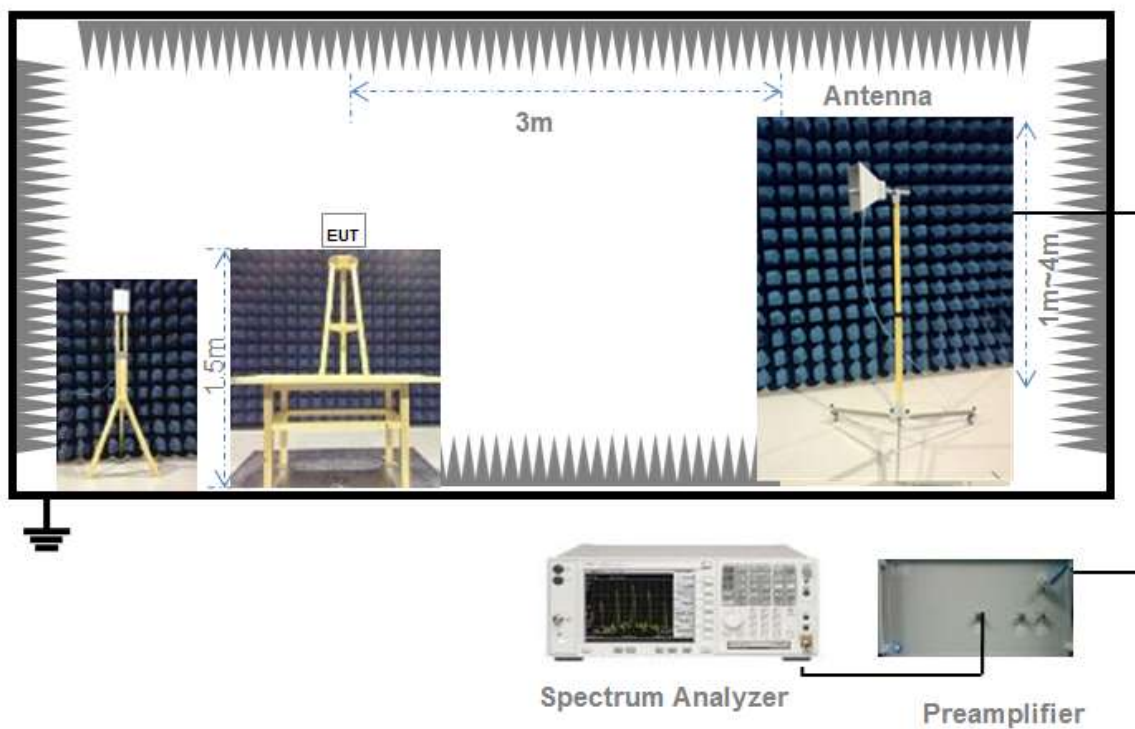 Antenna
3m
EUT
1.5m
1m~4m
Spectrum Analyzer
Preamplifier